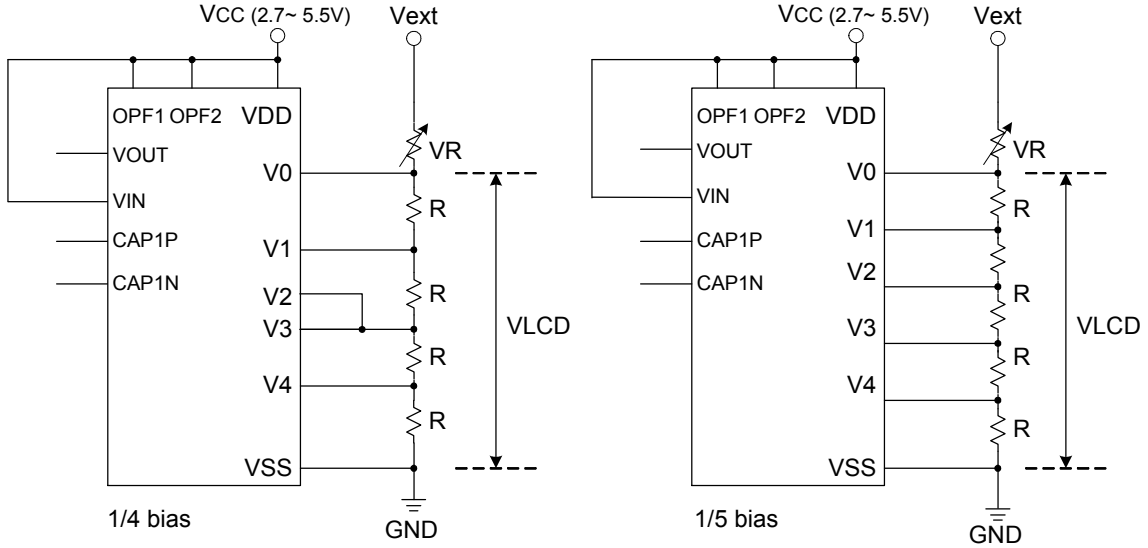 VCC (2.7~ 5.5V)
Vext
OPF1 OPF2 VDD
VOUT
VR
V0
VIN
R
CAP1P
V1
CAP1N
V2
R
V3
VLCD
R
V4
R
VSS
1/4 bias
GND
VCC (2.7~ 5.5V)
Vext
OPF1 OPF2 VDD
VOUT
VR
V0
VIN
R
CAP1P
V1
R
CAP1N
V2
R
V3
VLCD
R
V4
R
VSS
1/5 bias
GND